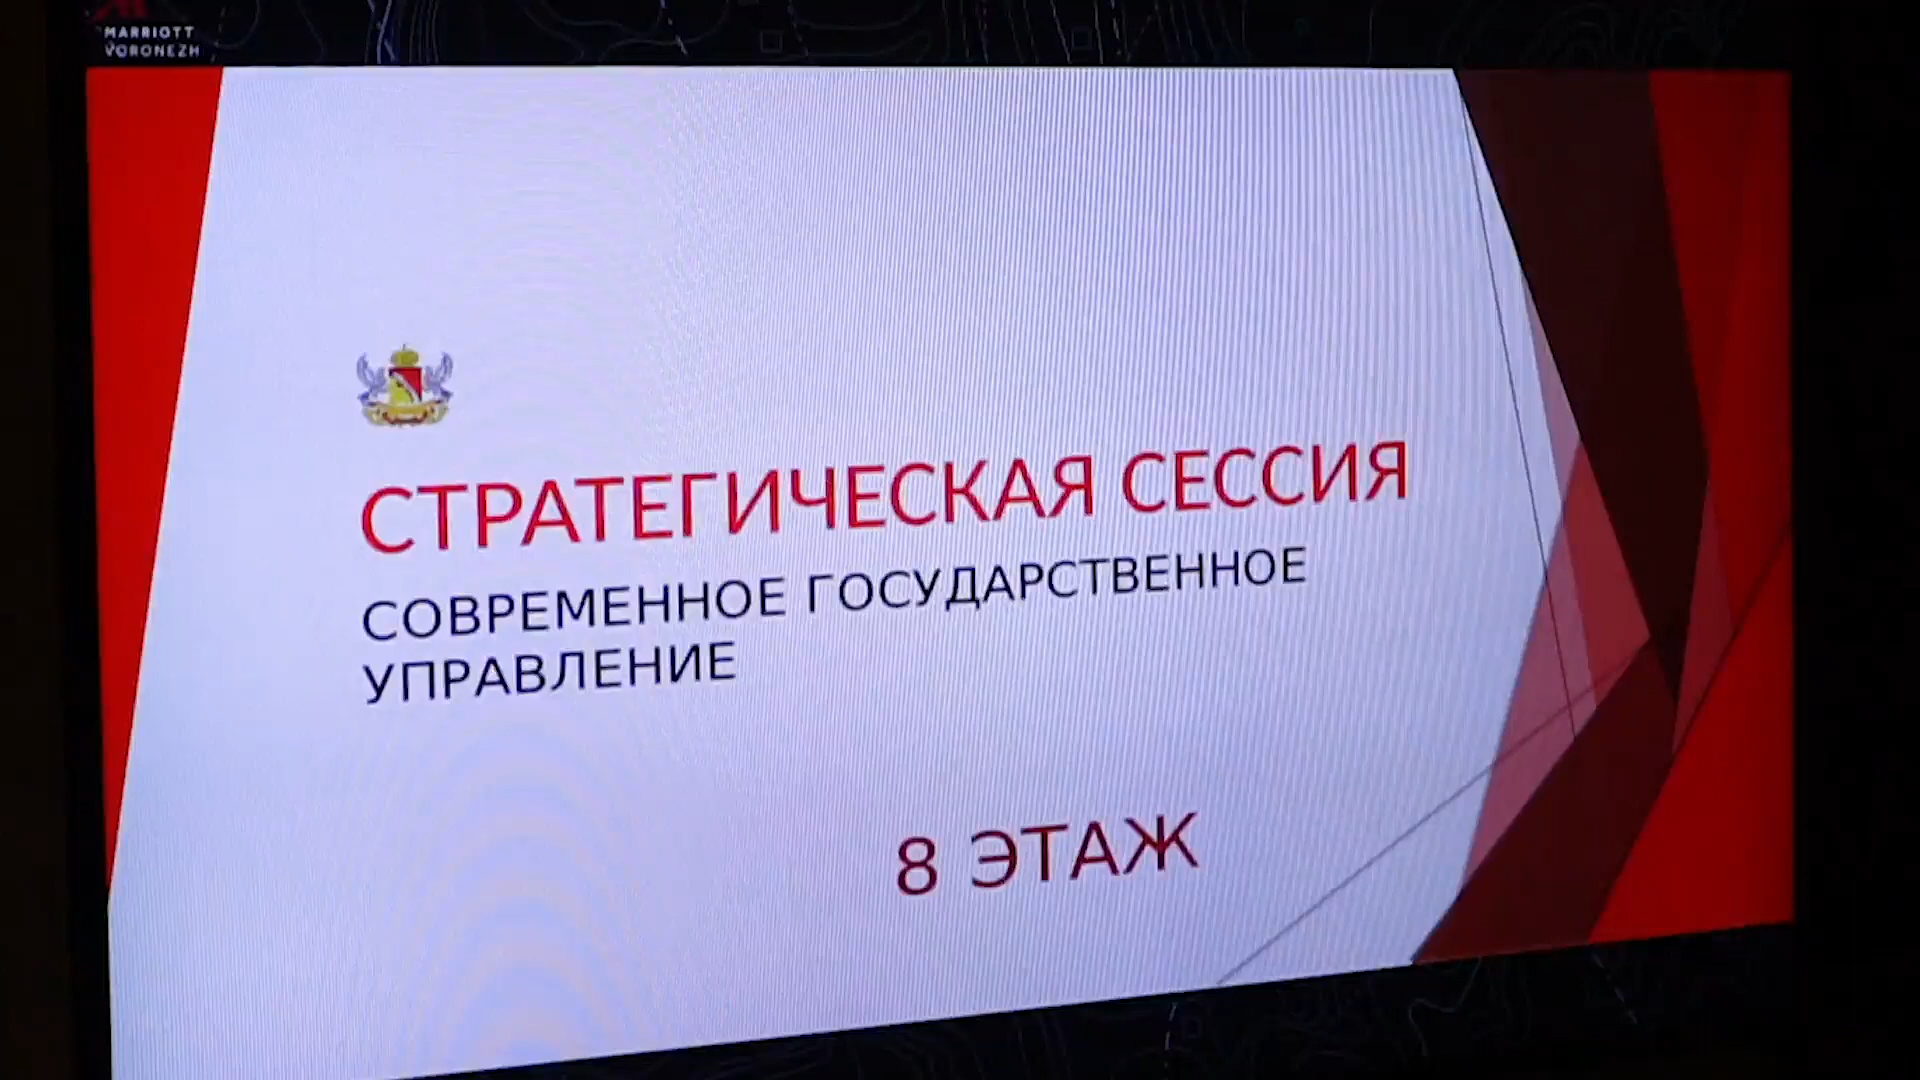 MARRIOTT
VORONEZH
СТРАТЕГИЧЕСКАЯ СЕССИЯ
СОВРЕМЕННОЕ ГОСУДАРСТВЕННОЕ
УПРАВЛЕНИЕ
8 ЭТАЖ